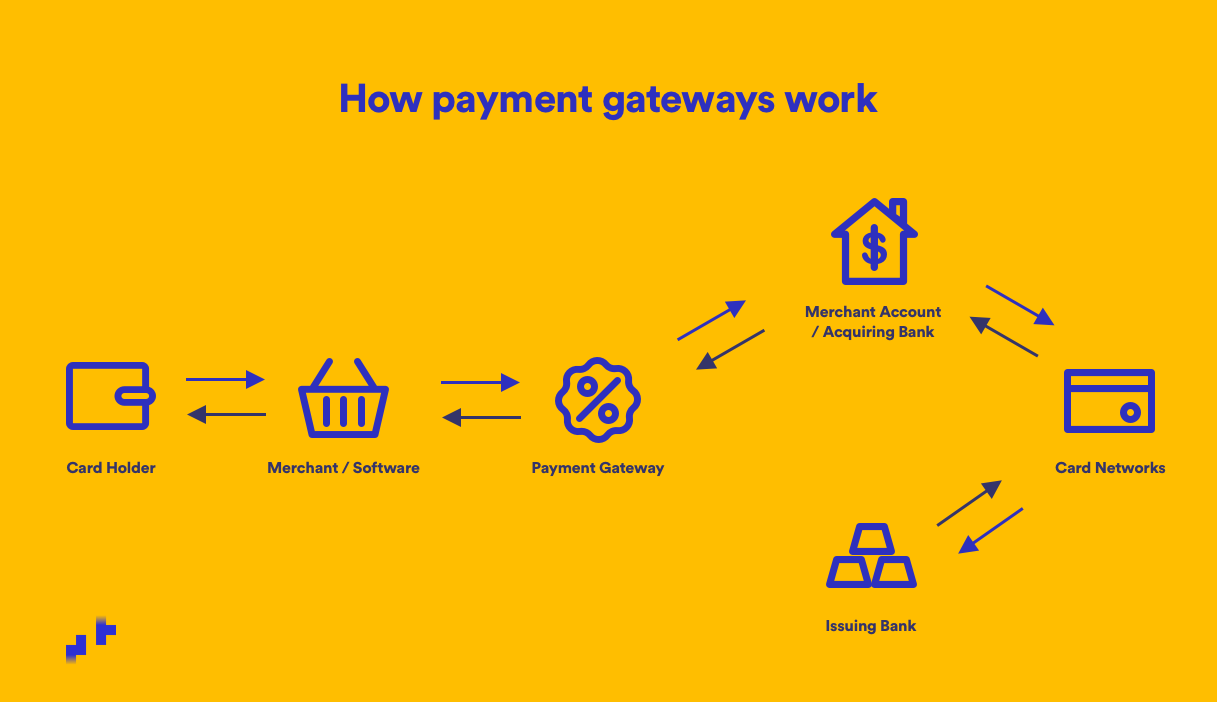 How payment gateways work
Merchant Account
/ Acquiring Bank
Card Holder
Merchant / Software
Payment Gateway
Card Networks
Issuing Bank